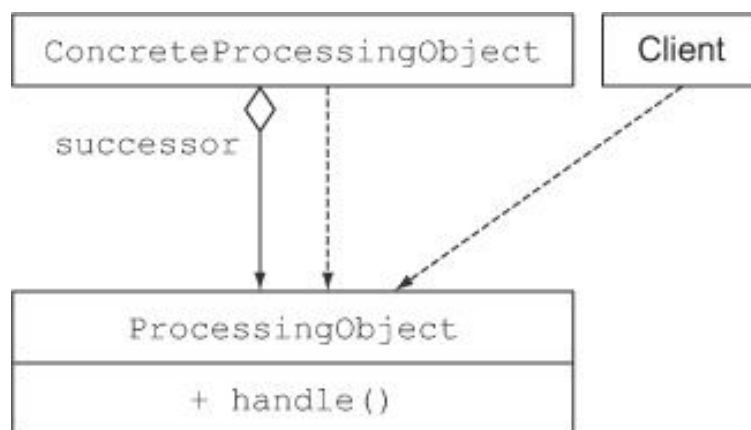 ConcreteProcessingObject
Client
successor
ProcessingObject
+ handle()